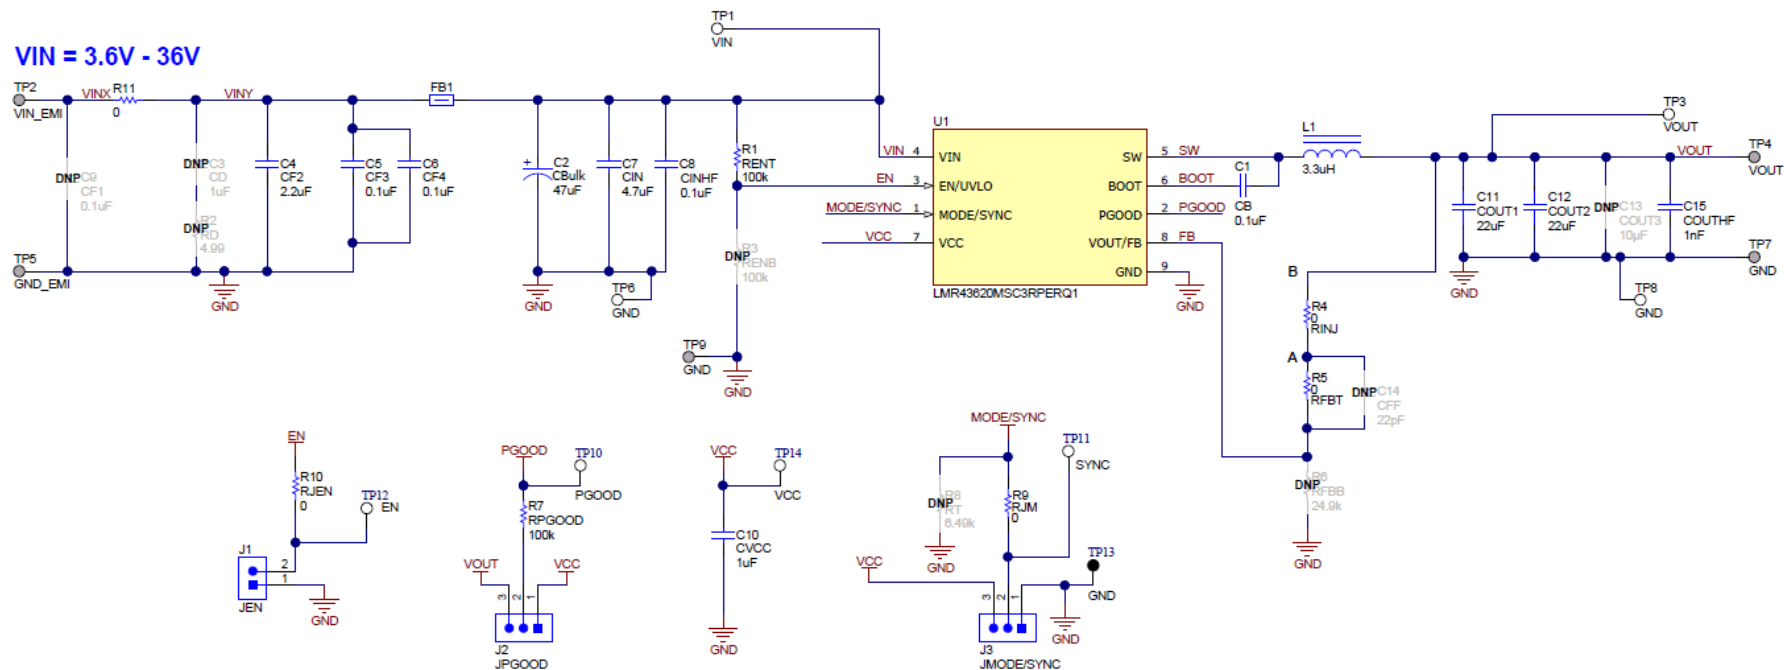 VIN = 3.6V - 36V
TP1
VIN
TP2
VIN_EMI
VINX
R11
0
VINY
FB1
DNP
C9
CF1
0.1uF
DNP
C3
CD
1uF
DNP
R2
RD
4.99
C4
CF2
2.2uF
C5
CF3
0.1uF
C6
CF4
0.1uF
TP5
GND_EMI
GND
C2
CBulk
47uF
+
GND
C7
CIN
4.7uF
C8
CINHF
0.1uF
TP6
GND
R1
RENT
100k
DNP
R3
RENB
100k
TP9
GND
GND
U1
VIN 4 VIN
EN 3 EN/UVLO
MODE/SYNC 1 MODE/SYNC
VCC 7 VCC
SW 5 SW
BOOT 6 BOOT
PGOOD 2 PGOOD
VOUT/FB 8 FB
GND 9
GND
LMR43620MSC3RPERQ1
C1
CB
0.1uF
L1
3.3uH
TP3
VOUT
VOUT
TP4
VOUT
C11
COUT1
22uF
C12
COUT2
22uF
DNP
C13
COUT3
10µF
C15
COUTHF
1nF
TP7
GND
GND
TP8
GND
B
R4
0
RINJ
A
R5
0
RFBT
DNP
C14
CFF
22pF
DNP
R6
RFBB
24.9k
GND
EN
R10
RJEN
0
TP12
EN
J1
2
1
JEN
GND
PGOOD
TP10
PGOOD
R7
RPGOOD
100k
VOUT
VCC
3
2
1
J2
JPGOOD
VCC
TP14
VCC
C10
CVCC
1uF
GND
MODE/SYNC
TP11
SYNC
DNP
R8
RT
6.49k
GND
R9
RJM
0
VCC
TP13
GND
GND
3
2
1
J3
JMODE/SYNC